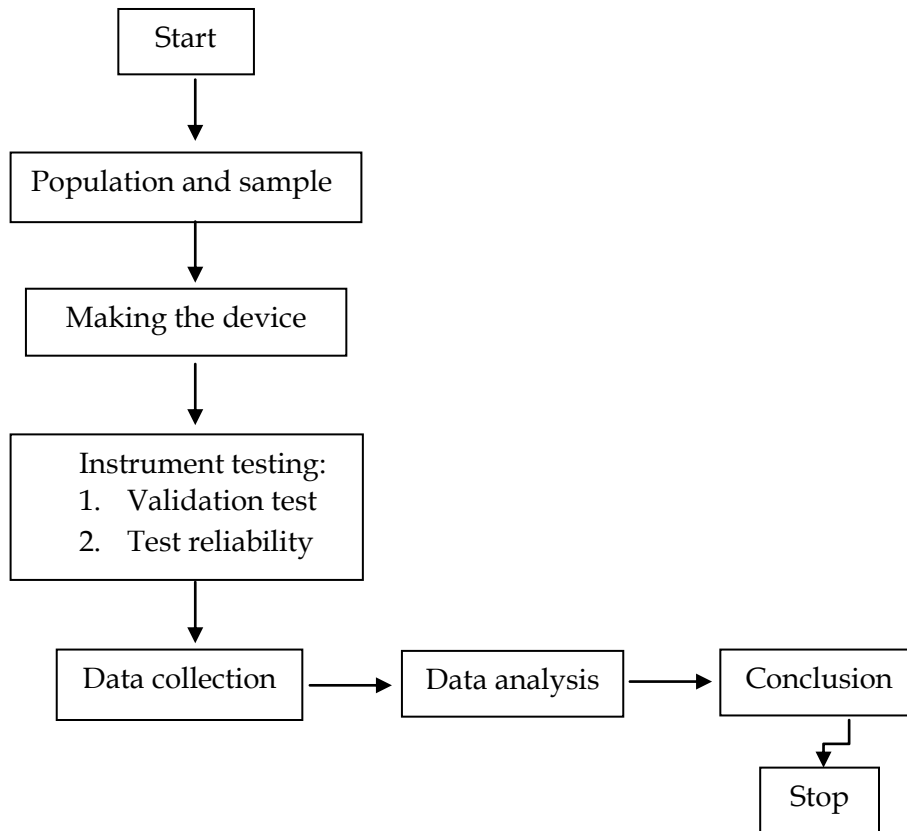 Start
Population and sample
Making the device
Instrument testing:
1. Validation test
2. Test reliability
Data collection
Data analysis
Conclusion
Stop